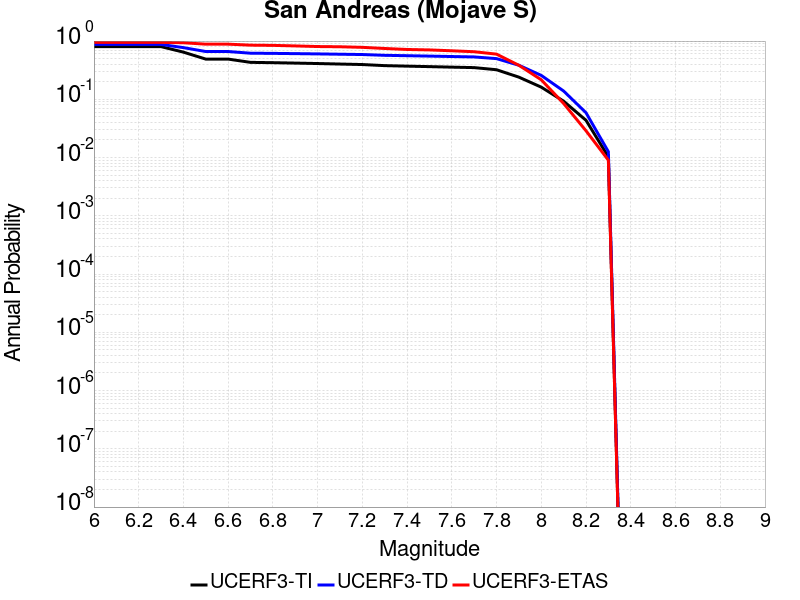 San Andreas (Mojave S)
Annual Probability
10^0
10^-1
10^-2
10^-3
10^-4
10^-5
10^-6
10^-7
10^-8
6 6.2 6.4 6.6 6.8 7 7.2 7.4 7.6 7.8 8 8.2 8.4 8.6 8.8 9
Magnitude
UCERF3-TI UCERF3-TD UCERF3-ETAS